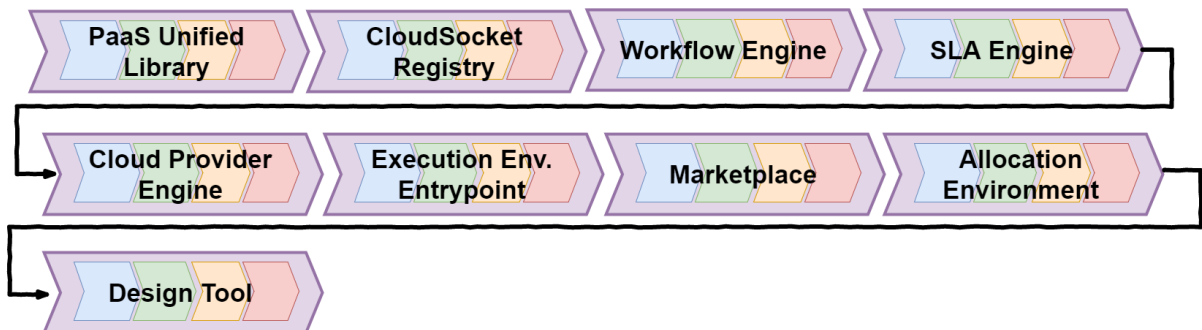 PaaS Unified
Library
CloudSocket
Registry
Workflow Engine
SLA Engine
Cloud Provider
Engine
Execution Env.
Entrypoint
Marketplace
Allocation
Environment
Design Tool